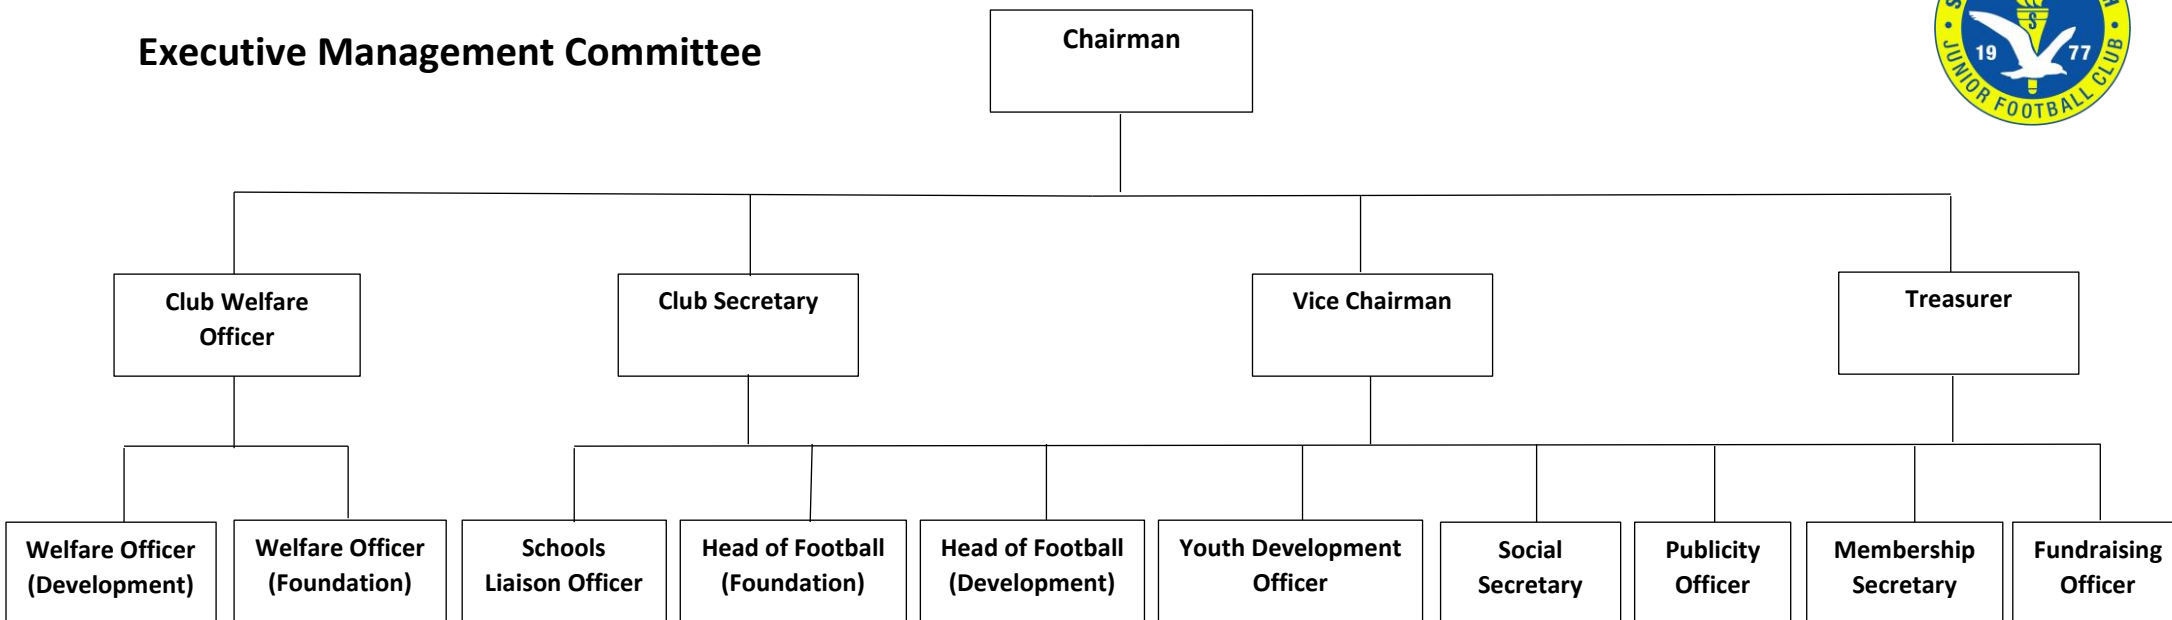 Executive Management Committee
Chairman
19 77
JUNIOR FOOTBALL CLUB
Club Welfare
Officer
Club Secretary
Vice Chairman
Treasurer
Welfare Officer
(Development)
Welfare Officer
(Foundation)
Schools
Liaison Officer
Head of Football
(Foundation)
Head of Football
(Development)
Youth Development
Officer
Social
Secretary
Publicity
Officer
Membership
Secretary
Fundraising
Officer